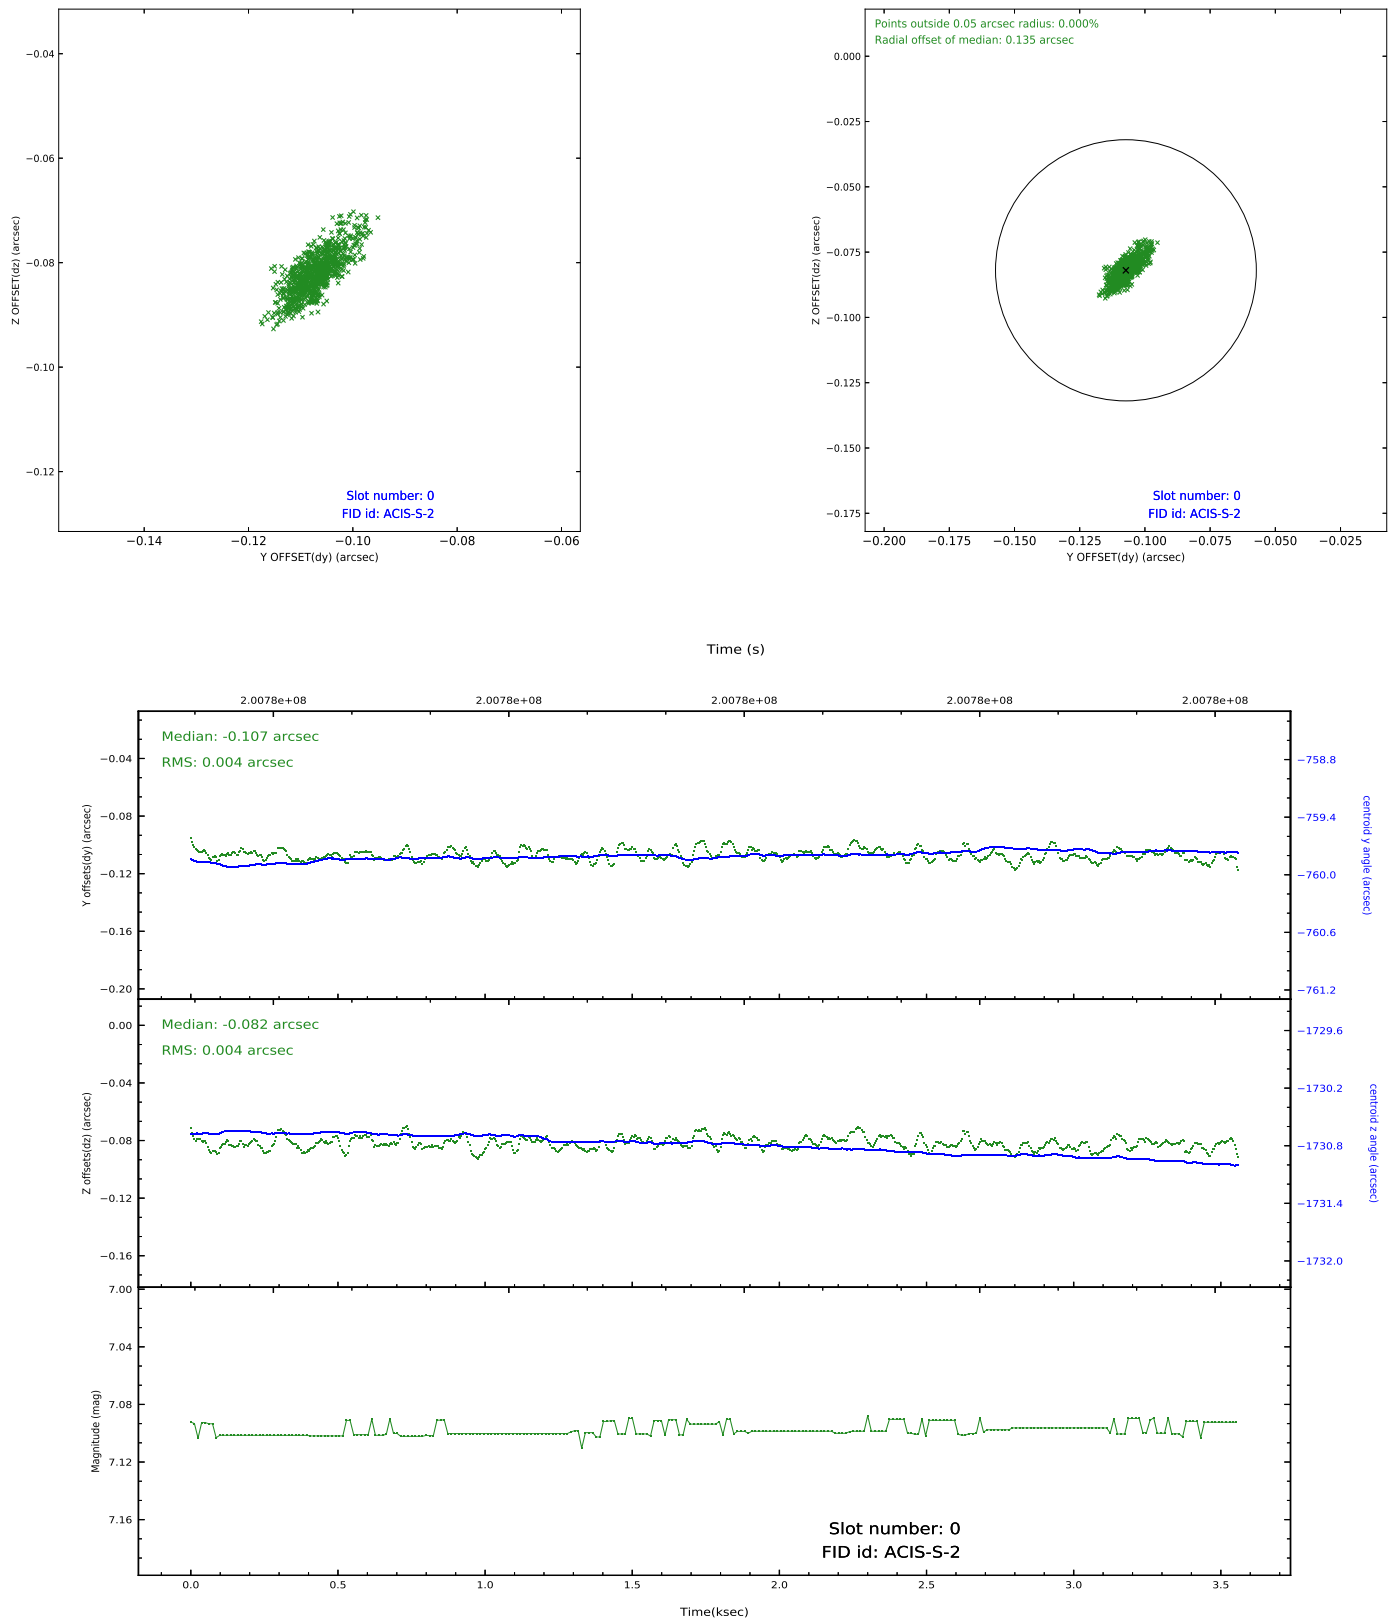 −0.04
−0.06
−0.08
−0.10
−0.12
Z OFFSET(dz) (arcsec)
Slot number: 0
FID id: ACIS-S-2
−0.14
−0.12
−0.10
−0.08
−0.06
Y OFFSET(dy) (arcsec)
Points outside 0.05 arcsec radius: 0.000%
Radial offset of median: 0.135 arcsec
0.000
−0.025
−0.050
−0.075
−0.100
−0.125
−0.150
−0.175
Z OFFSET(dz) (arcsec)
Slot number: 0
FID id: ACIS-S-2
−0.200
−0.175
−0.150
−0.125
−0.100
−0.075
−0.050
−0.025
Y OFFSET(dy) (arcsec)
Time (s)
2.0078e+08
2.0078e+08
2.0078e+08
2.0078e+08
2.0078e+08
Median: -0.107 arcsec
RMS: 0.004 arcsec
−0.04
−0.08
−0.12
−0.16
−0.20
Y offsets(dy) (arcsec)
−758.8
−759.4
−760.0
−760.6
−761.2
centroid y angle (arcsec)
Median: -0.082 arcsec
RMS: 0.004 arcsec
0.00
−0.04
−0.08
−0.12
−0.16
Z offsets(dz) (arcsec)
−1729.6
−1730.2
−1730.8
−1731.4
−1732.0
centroid z angle (arcsec)
7.00
7.04
7.08
7.12
7.16
Magnitude (mag)
Slot number: 0
FID id: ACIS-S-2
0.0
0.5
1.0
1.5
2.0
2.5
3.0
3.5
Time(ksec)